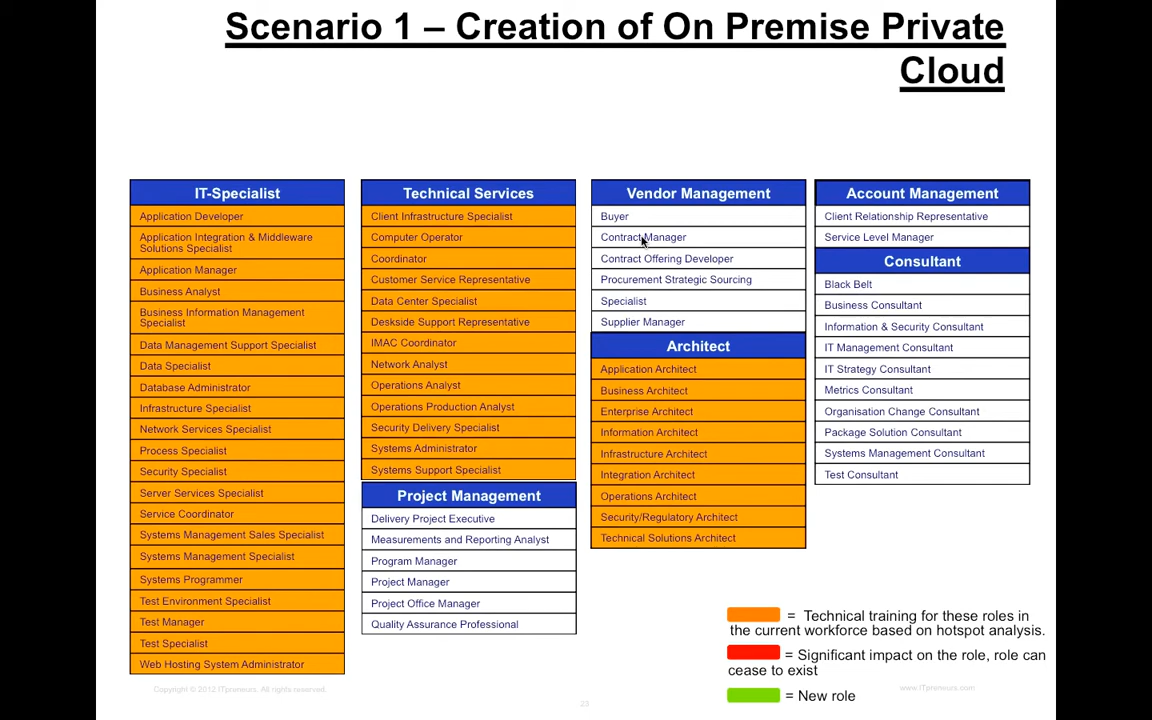 Scenario 1 – Creation of On Premise Private
Cloud
IT-Specialist
Application Developer
Application Integration & Middleware
Solutions Specialist
Application Manager
Business Analyst
Business Information Management
Specialist
Data Management Support Specialist
Data Specialist
Database Administrator
Infrastructure Specialist
Network Services Specialist
Process Specialist
Security Specialist
Server Services Specialist
Service Coordinator
Systems Management Sales Specialist
Systems Management Specialist
Systems Programmer
Test Environment Specialist
Test Manager
Test Specialist
Web Hosting System Administrator
Technical Services
Client Infrastructure Specialist
Computer Operator
Coordinator
Customer Service Representative
Data Center Specialist
Deskside Support Representative
IMAC Coordinator
Network Analyst
Operations Analyst
Operations Production Analyst
Security Delivery Specialist
Systems Administrator
Systems Support Specialist
Project Management
Delivery Project Executive
Measurements and Reporting Analyst
Program Manager
Project Manager
Project Office Manager
Quality Assurance Professional
Vendor Management
Buyer
Contract Manager
Contract Offering Developer
Procurement Strategic Sourcing
Specialist
Supplier Manager
Architect
Application Architect
Business Architect
Enterprise Architect
Information Architect
Infrastructure Architect
Integration Architect
Operations Architect
Security/Regulatory Architect
Technical Solutions Architect
Account Management
Client Relationship Representative
Service Level Manager
Consultant
Black Belt
Business Consultant
Information & Security Consultant
IT Management Consultant
IT Strategy Consultant
Metrics Consultant
Organisation Change Consultant
Package Solution Consultant
Systems Management Consultant
Test Consultant
= Technical training for these roles in
the current workforce based on hotspot analysis.
= Significant impact on the role, role can
cease to exist
= New role
Copyright © 2012 ITpreneurs. All rights reserved.
23
www.ITpreneurs.com